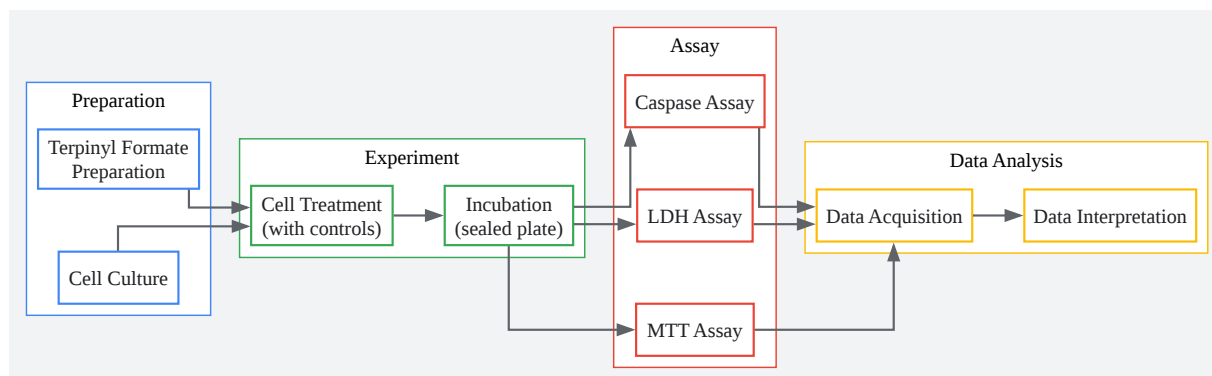 Preparation
Terpinyl Formate
Preparation
Cell Culture
Experiment
Cell Treatment
(with controls)
Incubation
(sealed plate)
Assay
Caspase Assay
LDH Assay
MTT Assay
Data Analysis
Data Acquisition
Data Interpretation